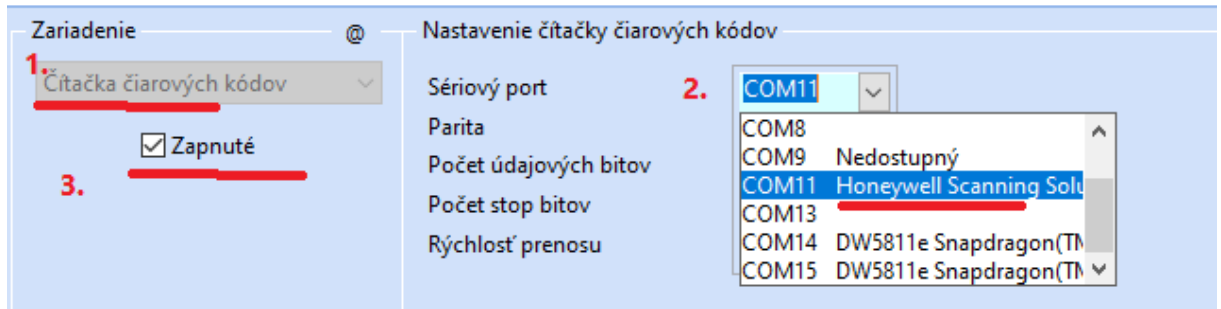 Zariadenie @
1.
Čítačka čiarových kódov
Zapnuté
3.
Nastavenie čítačky čiarových kódov
Sériový port 2. COM11
Parita
Počet údajových bitov
Počet stop bitov
Rýchlosť prenosu
COM8
COM9 Nedostupný
COM11 Honeywell Scanning Solu
COM13
COM14 DW5811e Snapdragon(TM
COM15 DW5811e Snapdragon(TM